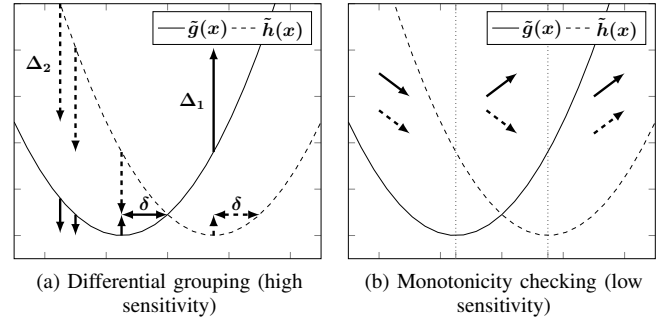 g̃(x) h̃(x)
Δ₂
Δ₁
δ
δ
(a) Differential grouping (high
sensitivity)
g̃(x) h̃(x)
(b) Monotonicity checking (low
sensitivity)